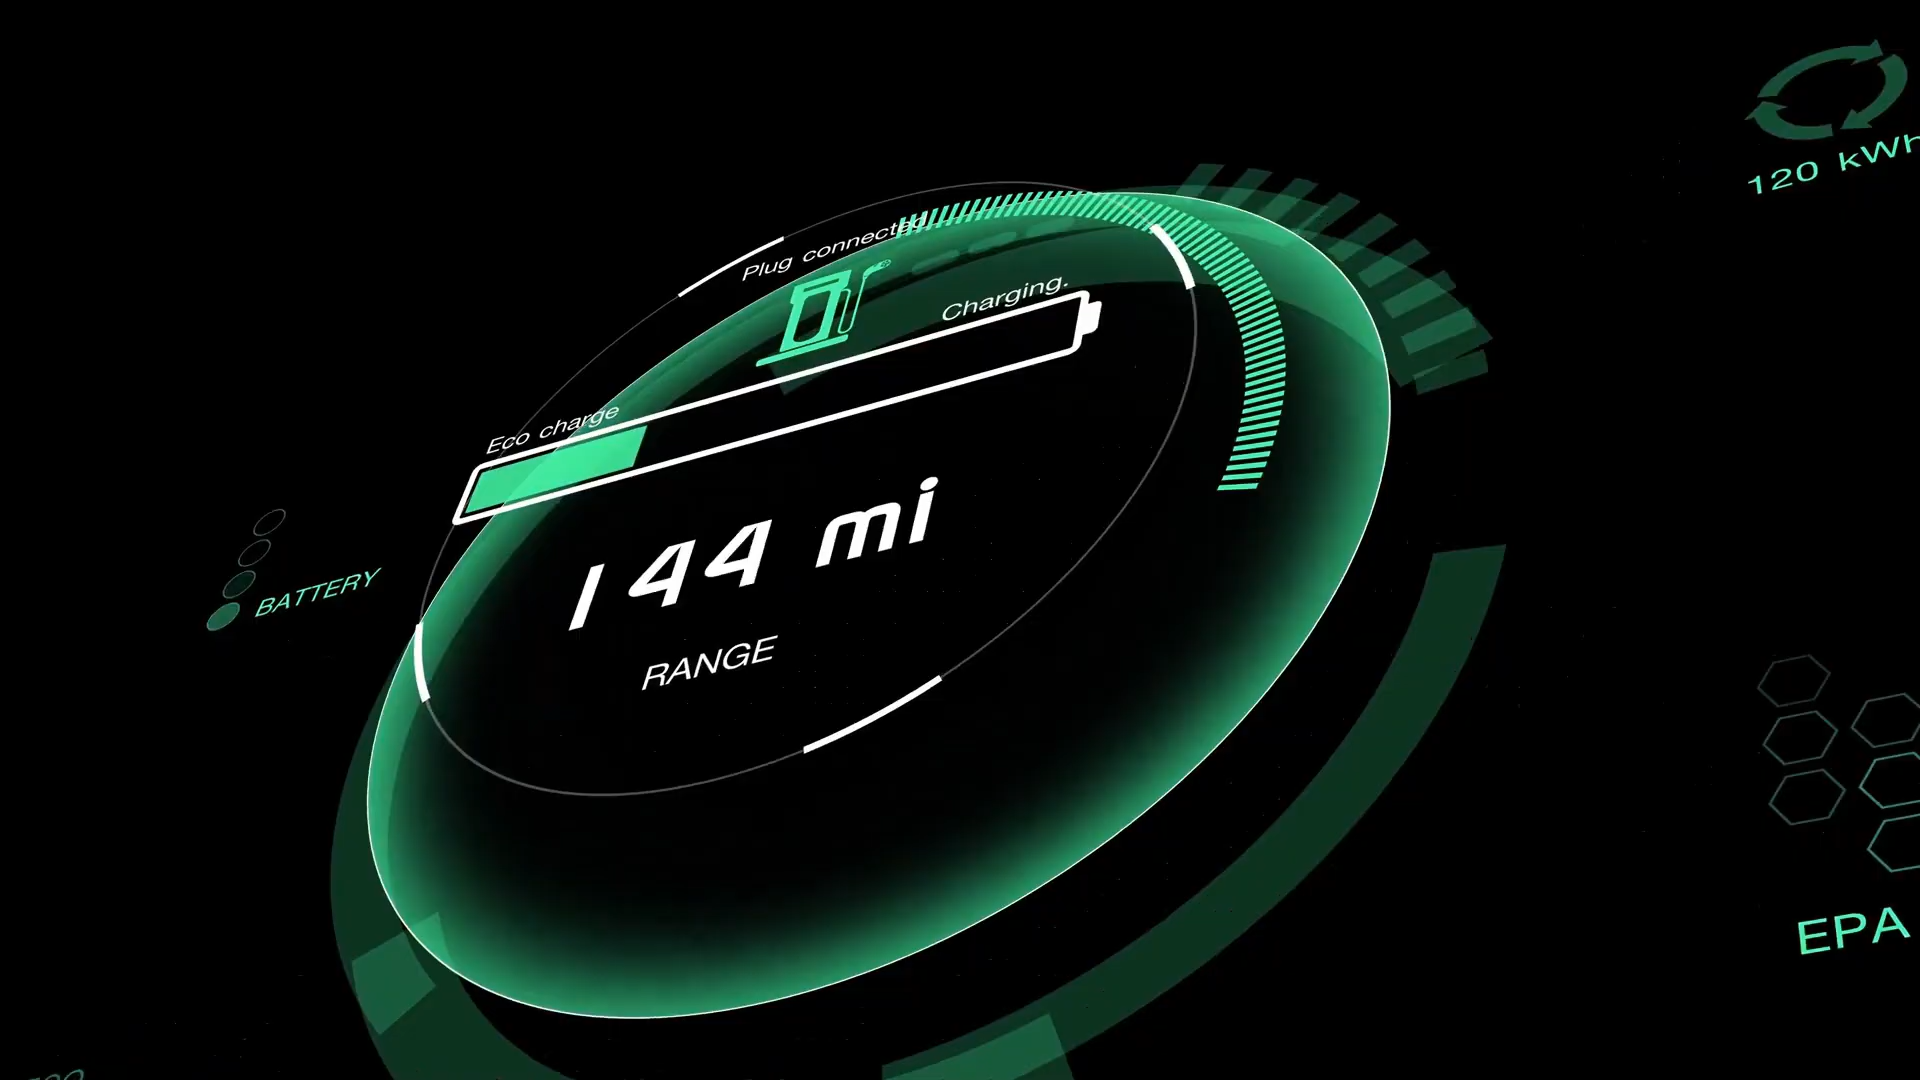 120 kWh
Plug connected
Charging.
Eco charge
144 mi
BATTERY
RANGE
EPA